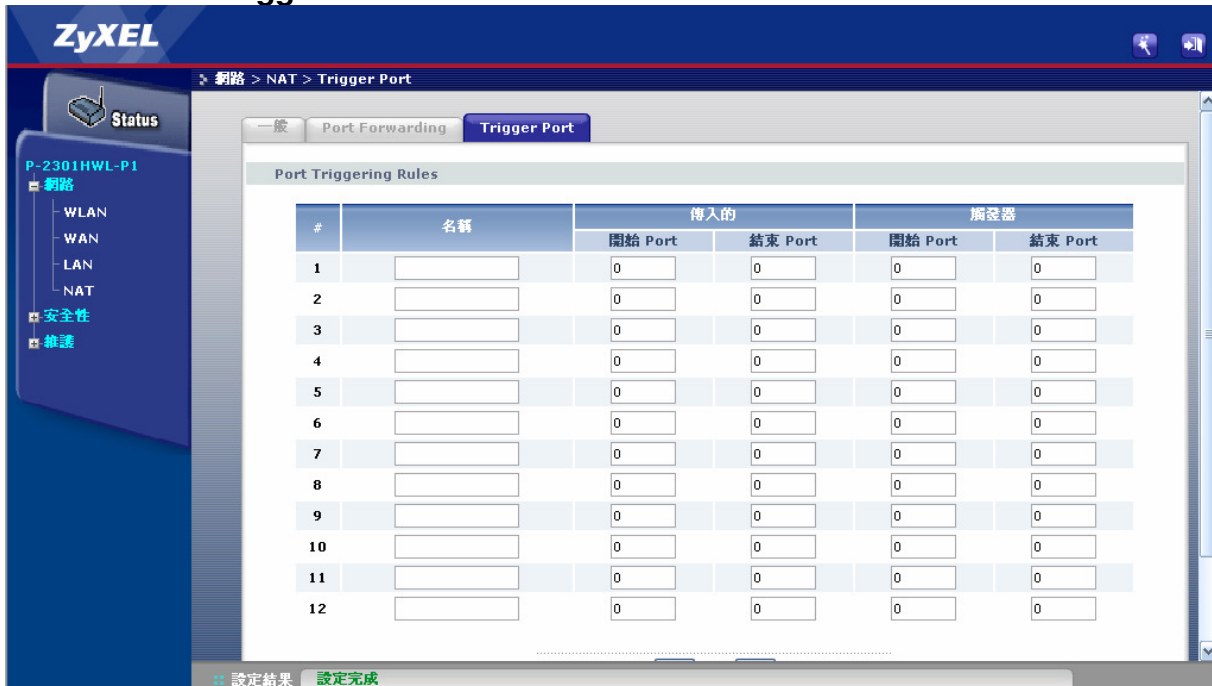 ZyXEL
網路 > NAT > Trigger Port
Status
P-2301HWL-P1
網路
WLAN
WAN
LAN
NAT
安全性
維護
一般 Port Forwarding Trigger Port
Port Triggering Rules
# 名稱 傳入的 觸發器
開始 Port 結束 Port 開始 Port 結束 Port
1 0 0 0 0
2 0 0 0 0
3 0 0 0 0
4 0 0 0 0
5 0 0 0 0
6 0 0 0 0
7 0 0 0 0
8 0 0 0 0
9 0 0 0 0
10 0 0 0 0
11 0 0 0 0
12 0 0 0 0
設定結果 設定完成